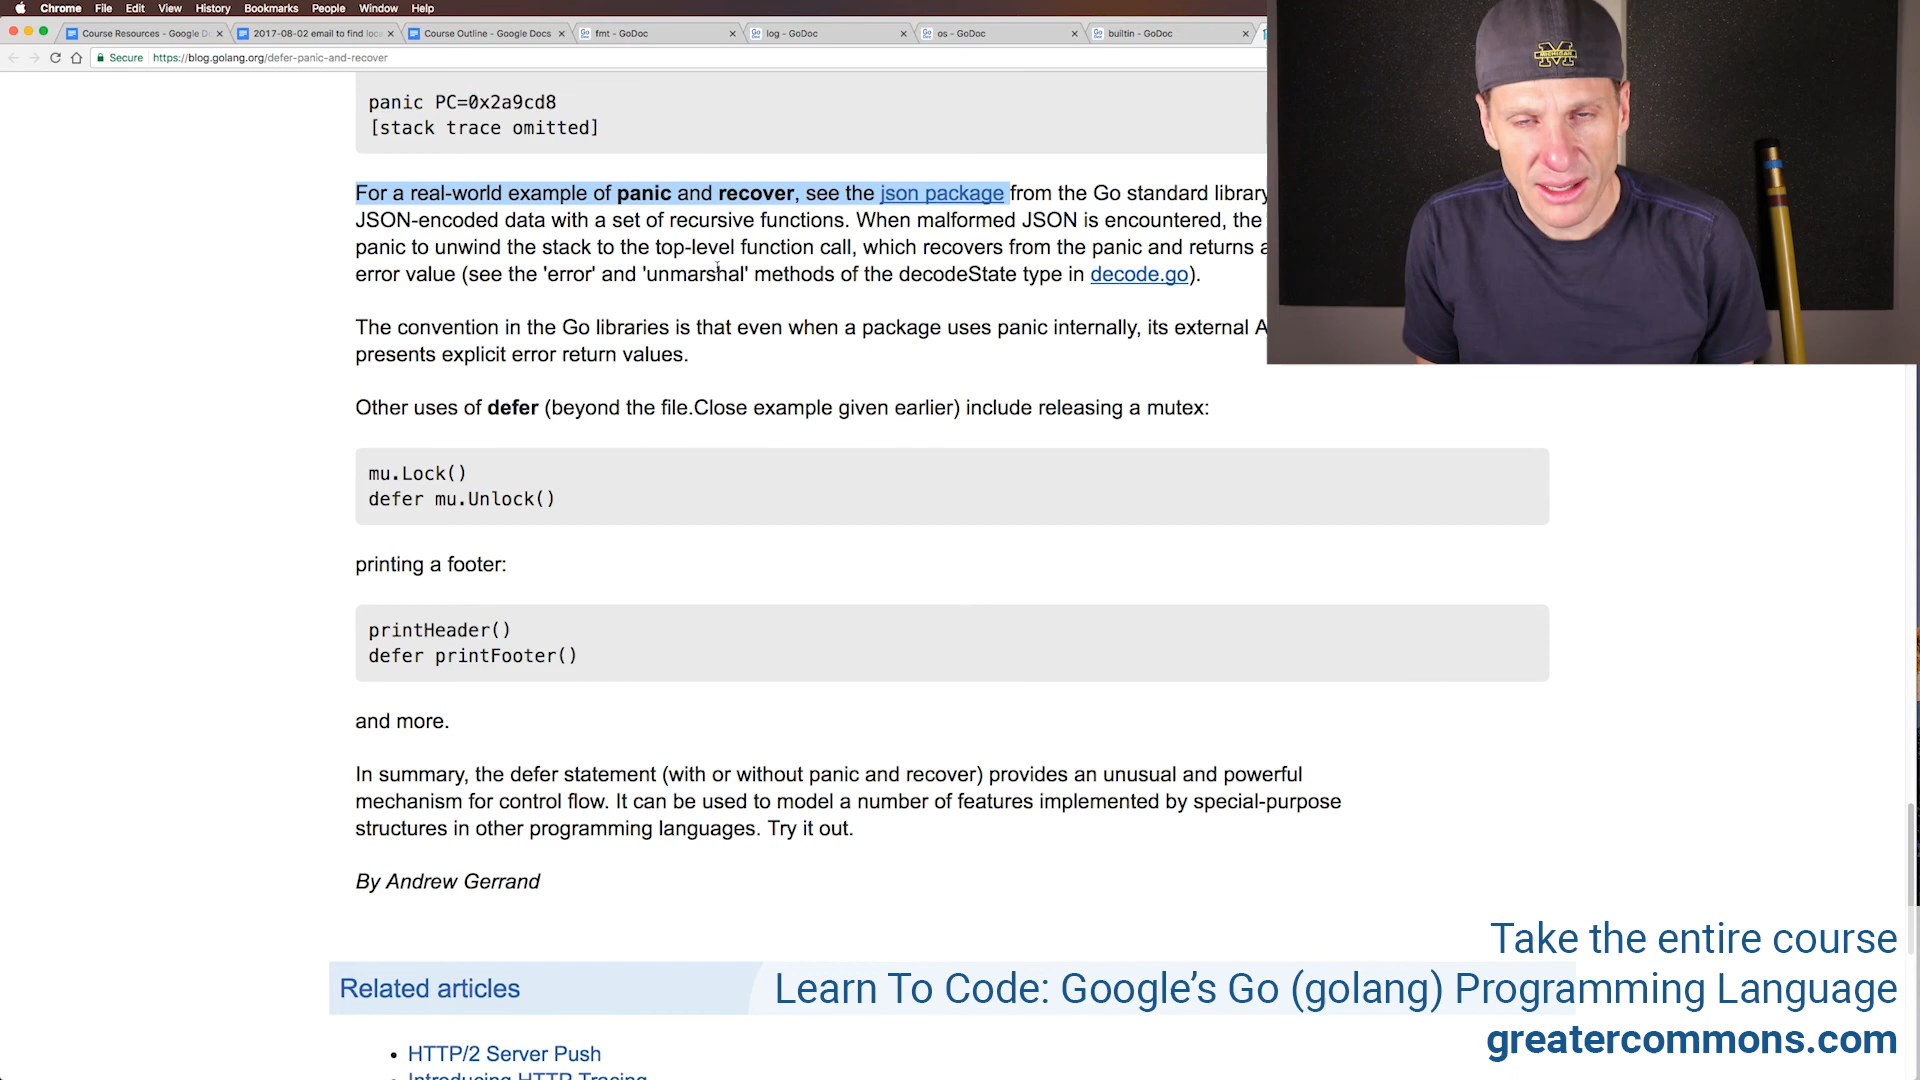 Chrome File Edit View History Bookmarks People Window Help
Course Resources - Google D
2017-08-02 email to find loca
Course Outline - Google Docs
fmt - GoDoc
log - GoDoc
os - GoDoc
builtin - GoDoc
Secure https://blog.golang.org/defer-panic-and-recover
panic PC=0x2a9cd8
[stack trace omitted]
For a real-world example of panic and recover, see the json package from the Go standard library
JSON-encoded data with a set of recursive functions. When malformed JSON is encountered, the
panic to unwind the stack to the top-level function call, which recovers from the panic and returns a
error value (see the 'error' and 'unmarshal' methods of the decodeState type in decode.go).
The convention in the Go libraries is that even when a package uses panic internally, its external A
presents explicit error return values.
Other uses of defer (beyond the file.Close example given earlier) include releasing a mutex:
mu.Lock()
defer mu.Unlock()
printing a footer:
printHeader()
defer printFooter()
and more.
In summary, the defer statement (with or without panic and recover) provides an unusual and powerful
mechanism for control flow. It can be used to model a number of features implemented by special-purpose
structures in other programming languages. Try it out.
By Andrew Gerrand
Related articles
HTTP/2 Server Push
Introducing HTTP Tracing
MICHIGAN
Take the entire course
Learn To Code: Google’s Go (golang) Programming Language
greatercommons.com